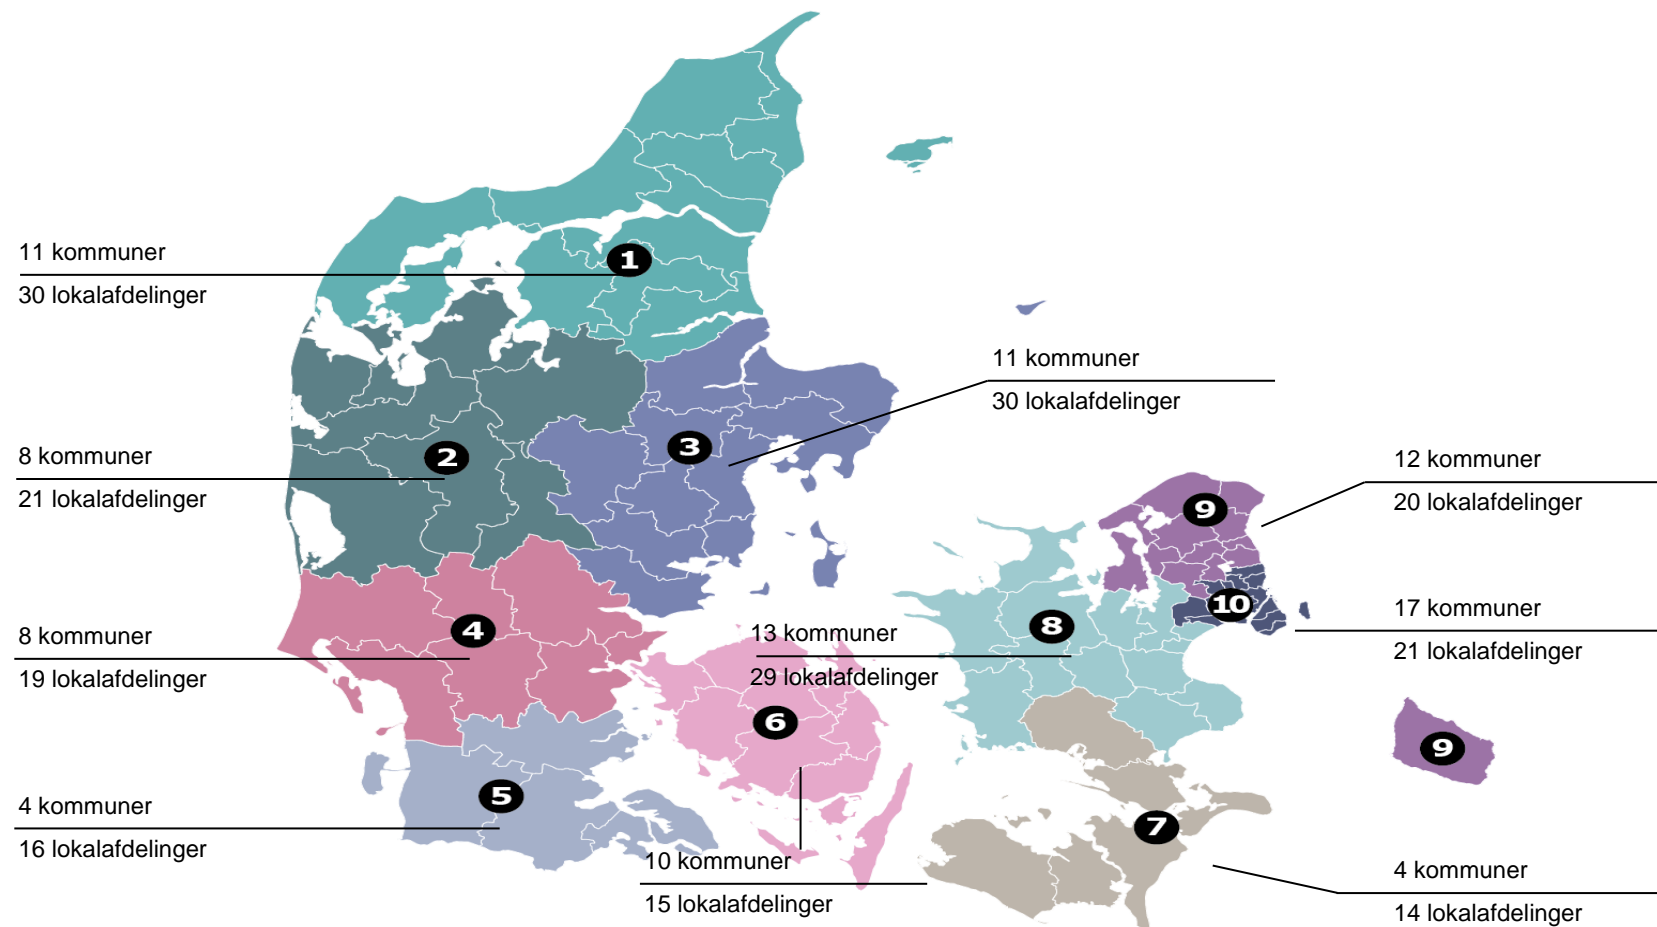 11 kommuner
30 lokalafdelinger
1
11 kommuner
30 lokalafdelinger
3
8 kommuner
21 lokalafdelinger
2
12 kommuner
20 lokalafdelinger
9
17 kommuner
21 lokalafdelinger
10
8 kommuner
19 lokalafdelinger
4
13 kommuner
29 lokalafdelinger
8
6
9
4 kommuner
16 lokalafdelinger
5
7
10 kommuner
15 lokalafdelinger
4 kommuner
14 lokalafdelinger